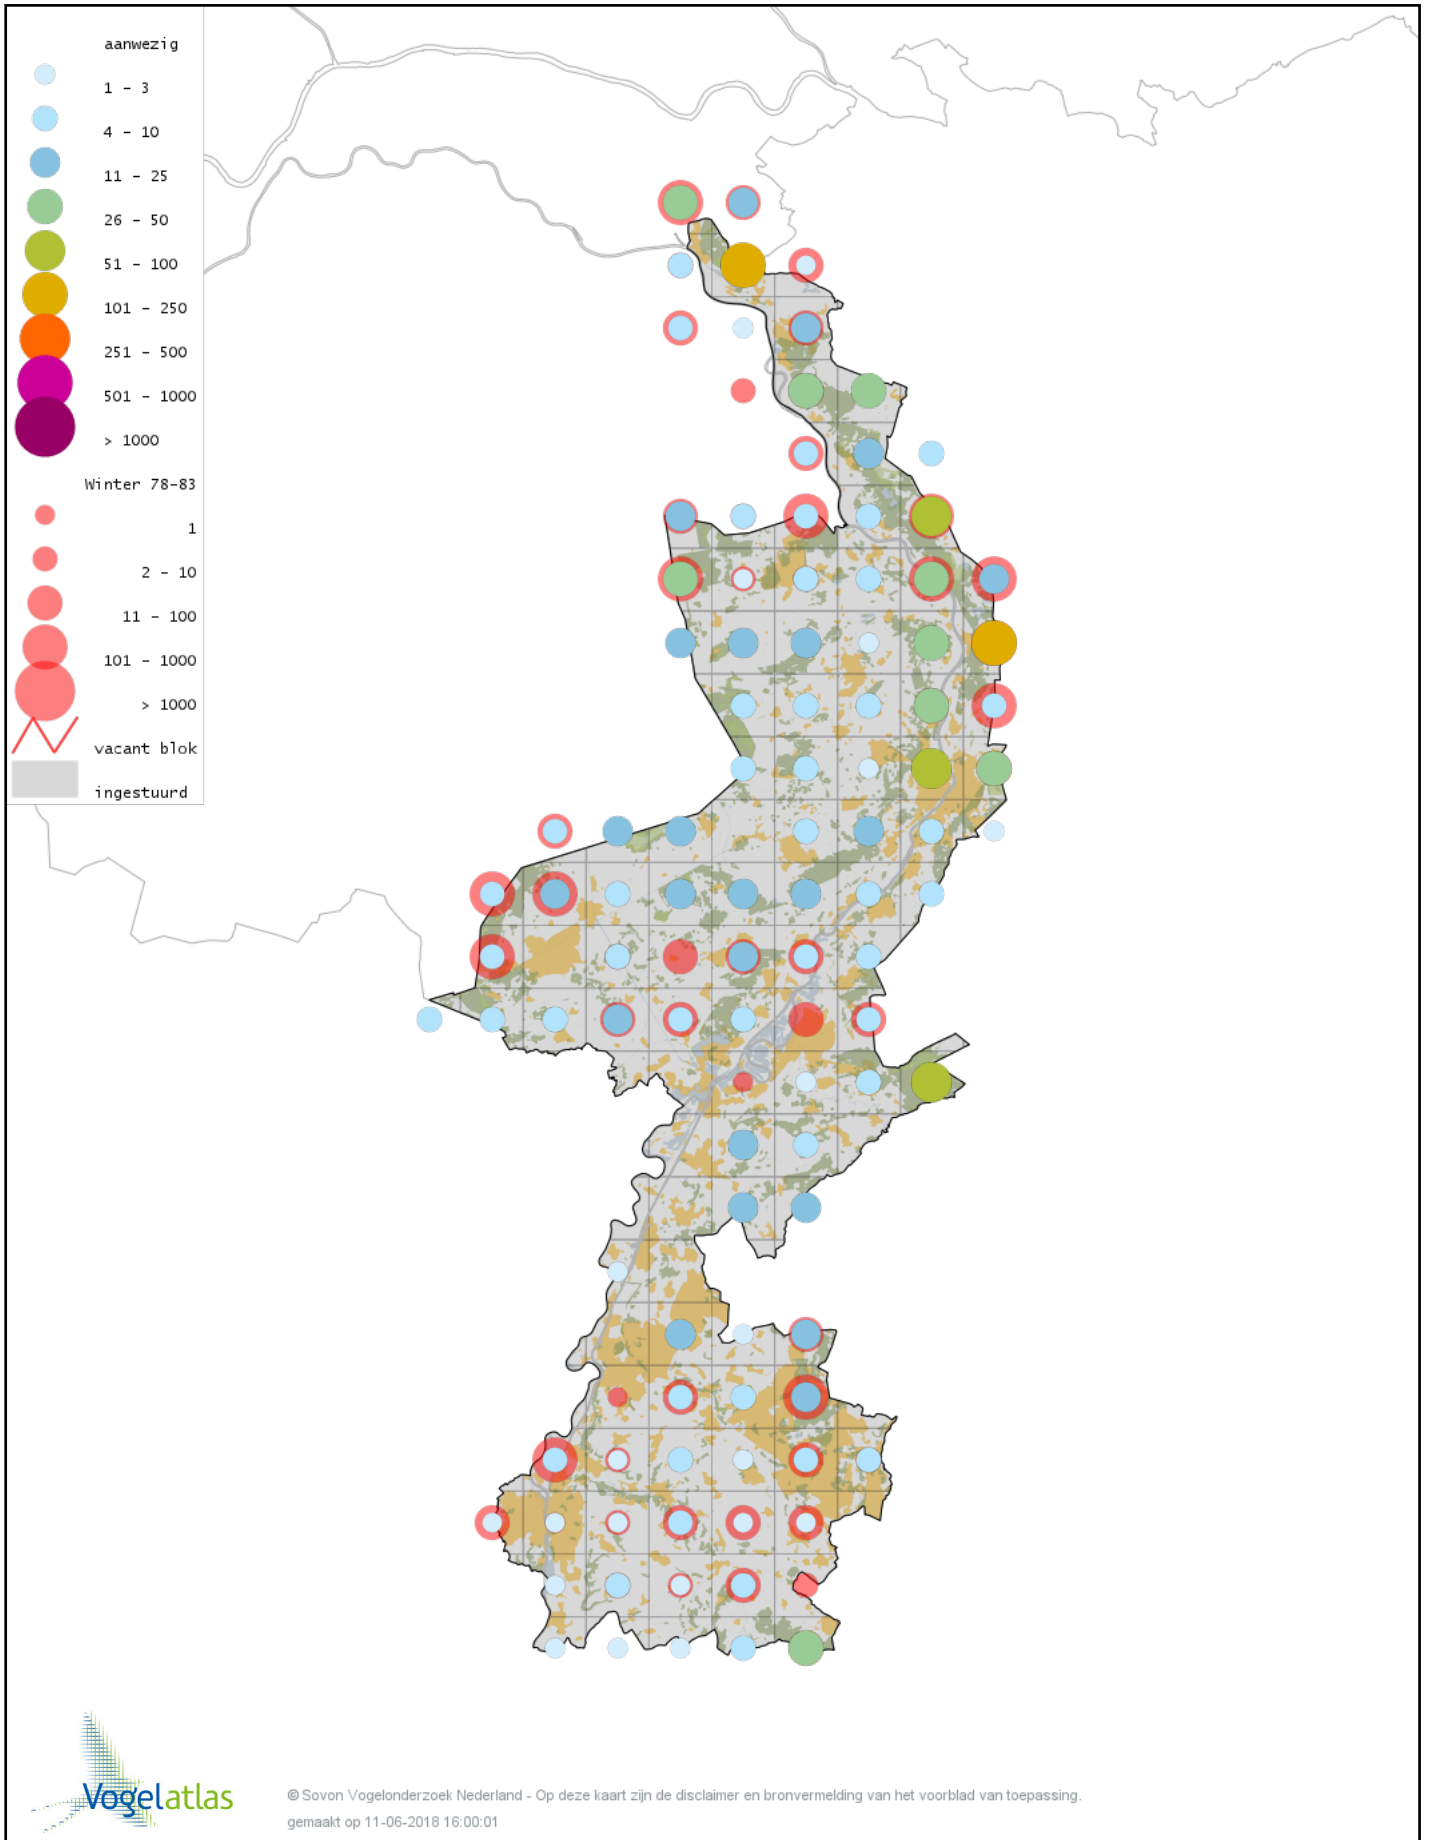 aanwezig
1 - 3
4 - 10
11 - 25
26 - 50
51 - 100
101 - 250
251 - 500
501 - 1000
> 1000
Winter 78-83
1
2 - 10
11 - 100
101 - 1000
> 1000
vacant blok
ingestuurd
Vogelatlas
© Sovon Vogelonderzoek Nederland - Op deze kaart zijn de disclaimer en bronvermelding van het voorblad van toepassing.
gemaakt op 11-06-2018 16:00:01